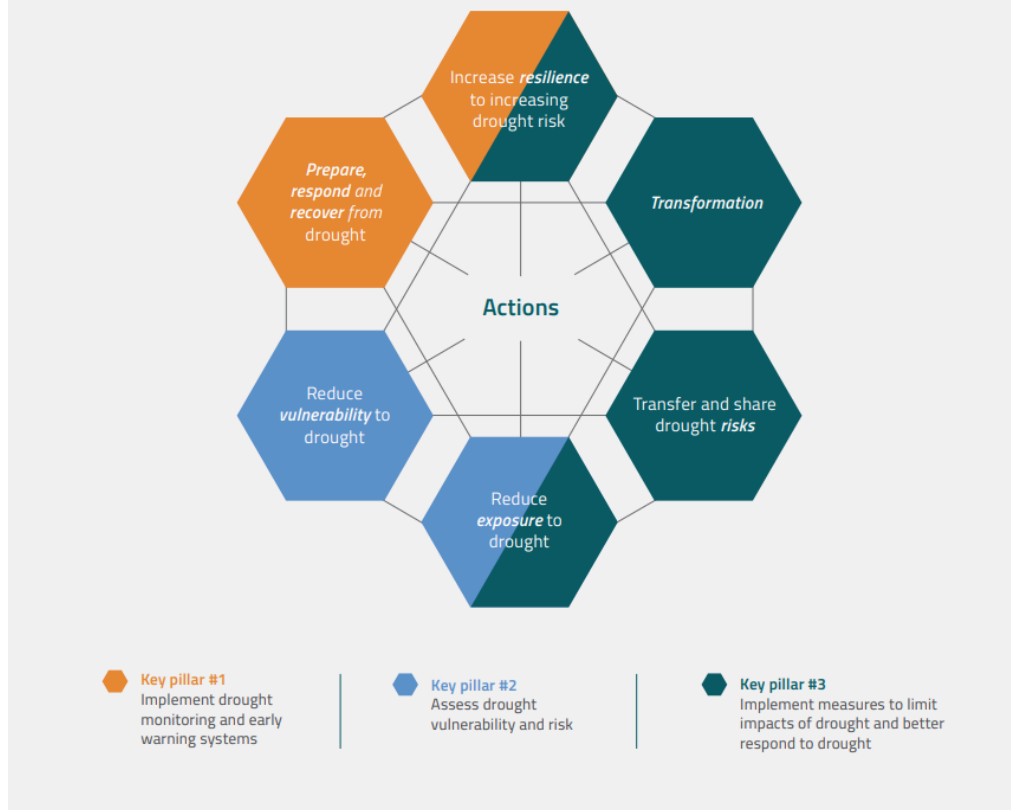 Increase resilience
to increasing
drought risk
Prepare,
respond and
recover from
drought
Transformation
Actions
Reduce
vulnerability to
drought
Transfer and share
drought risks
Reduce
exposure to
drought
Key pillar #1
Implement drought
monitoring and early
warning systems
Key pillar #2
Assess drought
vulnerability and risk
Key pillar #3
Implement measures to limit
impacts of drought and better
respond to drought